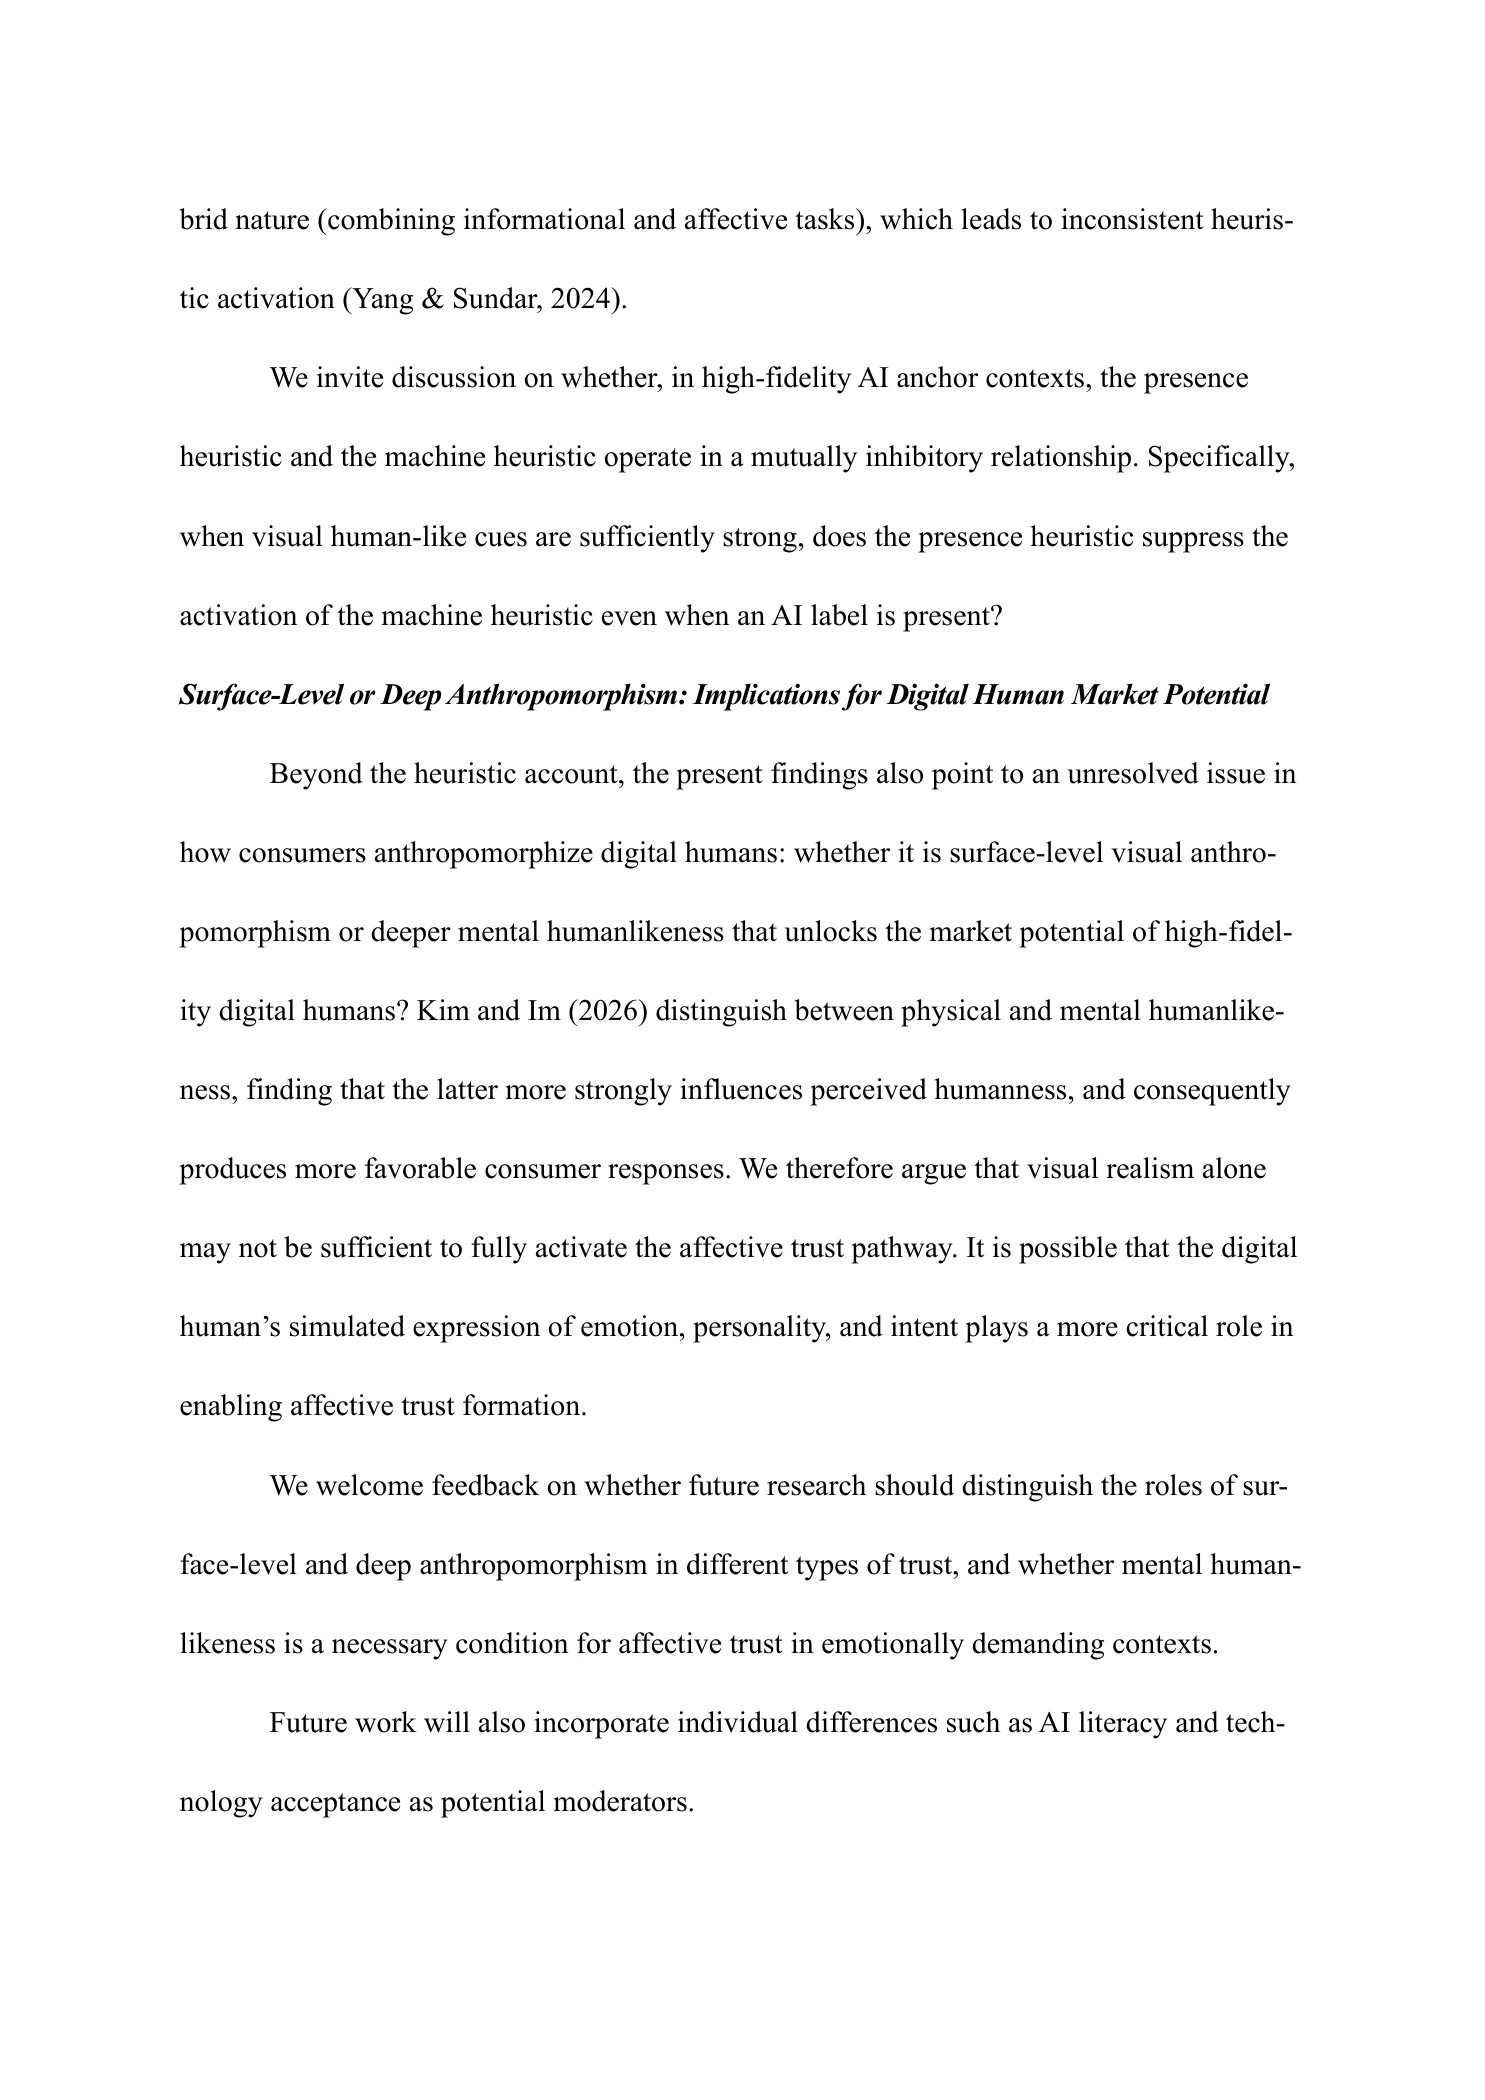 brid nature (combining informational and affective tasks), which leads to inconsistent heuris-
tic activation (Yang & Sundar, 2024).
We invite discussion on whether, in high-fidelity AI anchor contexts, the presence
heuristic and the machine heuristic operate in a mutually inhibitory relationship. Specifically,
when visual human-like cues are sufficiently strong, does the presence heuristic suppress the
activation of the machine heuristic even when an AI label is present?
Surface-Level or Deep Anthropomorphism: Implications for Digital Human Market Potential
Beyond the heuristic account, the present findings also point to an unresolved issue in
how consumers anthropomorphize digital humans: whether it is surface-level visual anthro-
pomorphism or deeper mental humanlikeness that unlocks the market potential of high-fidel-
ity digital humans? Kim and Im (2026) distinguish between physical and mental humanlike-
ness, finding that the latter more strongly influences perceived humanness, and consequently
produces more favorable consumer responses. We therefore argue that visual realism alone
may not be sufficient to fully activate the affective trust pathway. It is possible that the digital
human’s simulated expression of emotion, personality, and intent plays a more critical role in
enabling affective trust formation.
We welcome feedback on whether future research should distinguish the roles of sur-
face-level and deep anthropomorphism in different types of trust, and whether mental human-
likeness is a necessary condition for affective trust in emotionally demanding contexts.
Future work will also incorporate individual differences such as AI literacy and tech-
nology acceptance as potential moderators.